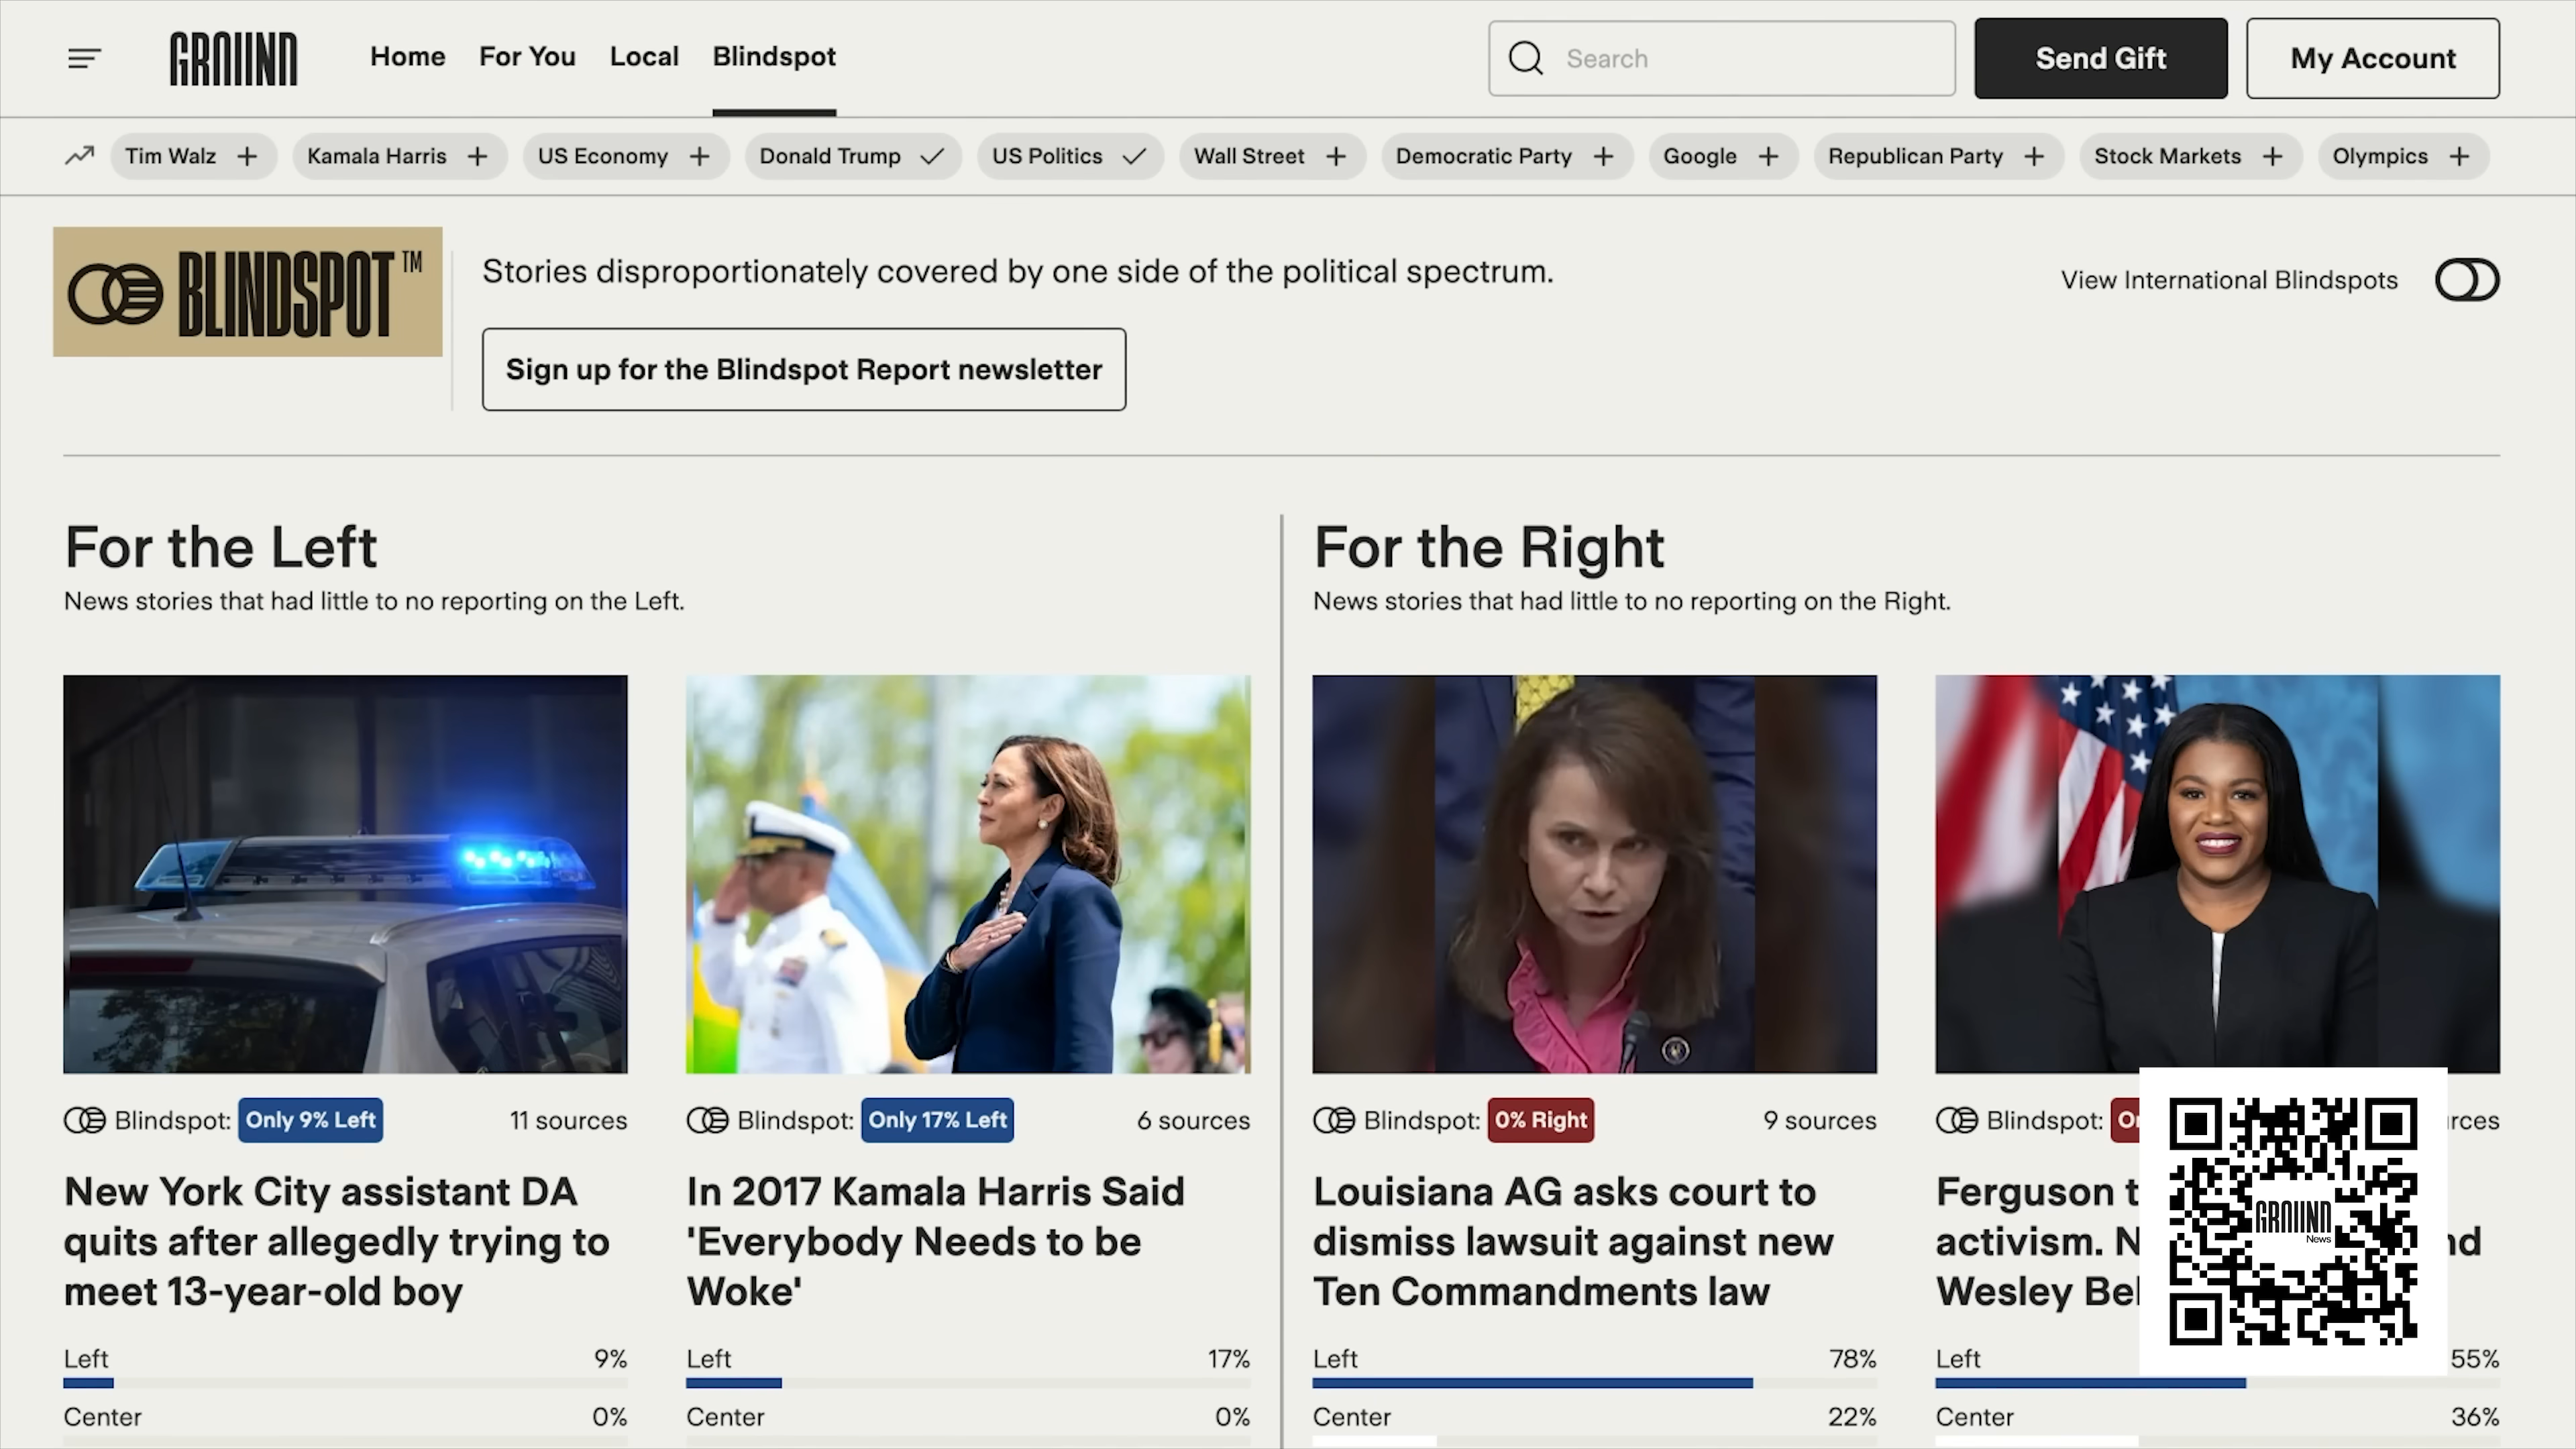 GROUND
Home For You Local Blindspot
Search
Send Gift
My Account
Tim Walz + Kamala Harris + US Economy + Donald Trump ✓ US Politics ✓ Wall Street + Democratic Party + Google + Republican Party + Stock Markets + Olympics +
BLINDSPOT™
Stories disproportionately covered by one side of the political spectrum.
View International Blindspots
Sign up for the Blindspot Report newsletter
For the Left
News stories that had little to no reporting on the Left.
Blindspot: Only 9% Left 11 sources
New York City assistant DA
quits after allegedly trying to
meet 13-year-old boy
Left 9%
Center 0%
Blindspot: Only 17% Left 6 sources
In 2017 Kamala Harris Said
'Everybody Needs to be
Woke'
Left 17%
Center 0%
For the Right
News stories that had little to no reporting on the Right.
Blindspot: 0% Right 9 sources
Louisiana AG asks court to
dismiss lawsuit against new
Ten Commandments law
Left 78%
Center 22%
Blindspot:
Ferguson
activism.
Wesley
Left 55%
Center 36%
GROUND
News